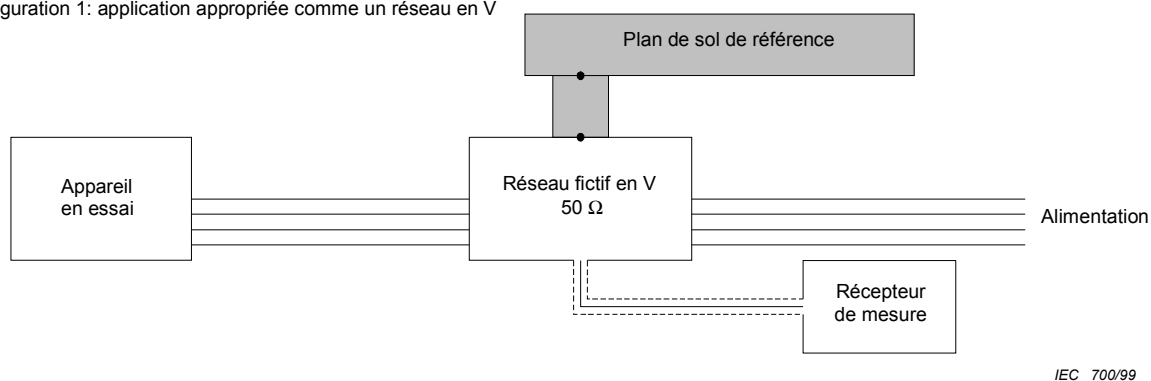 guration 1: application appropriée comme un réseau en V
Plan de sol de référence
Appareil
en essai
Réseau fictif en V
50 Ω
Alimentation
Récepteur
de mesure
IEC 700/99